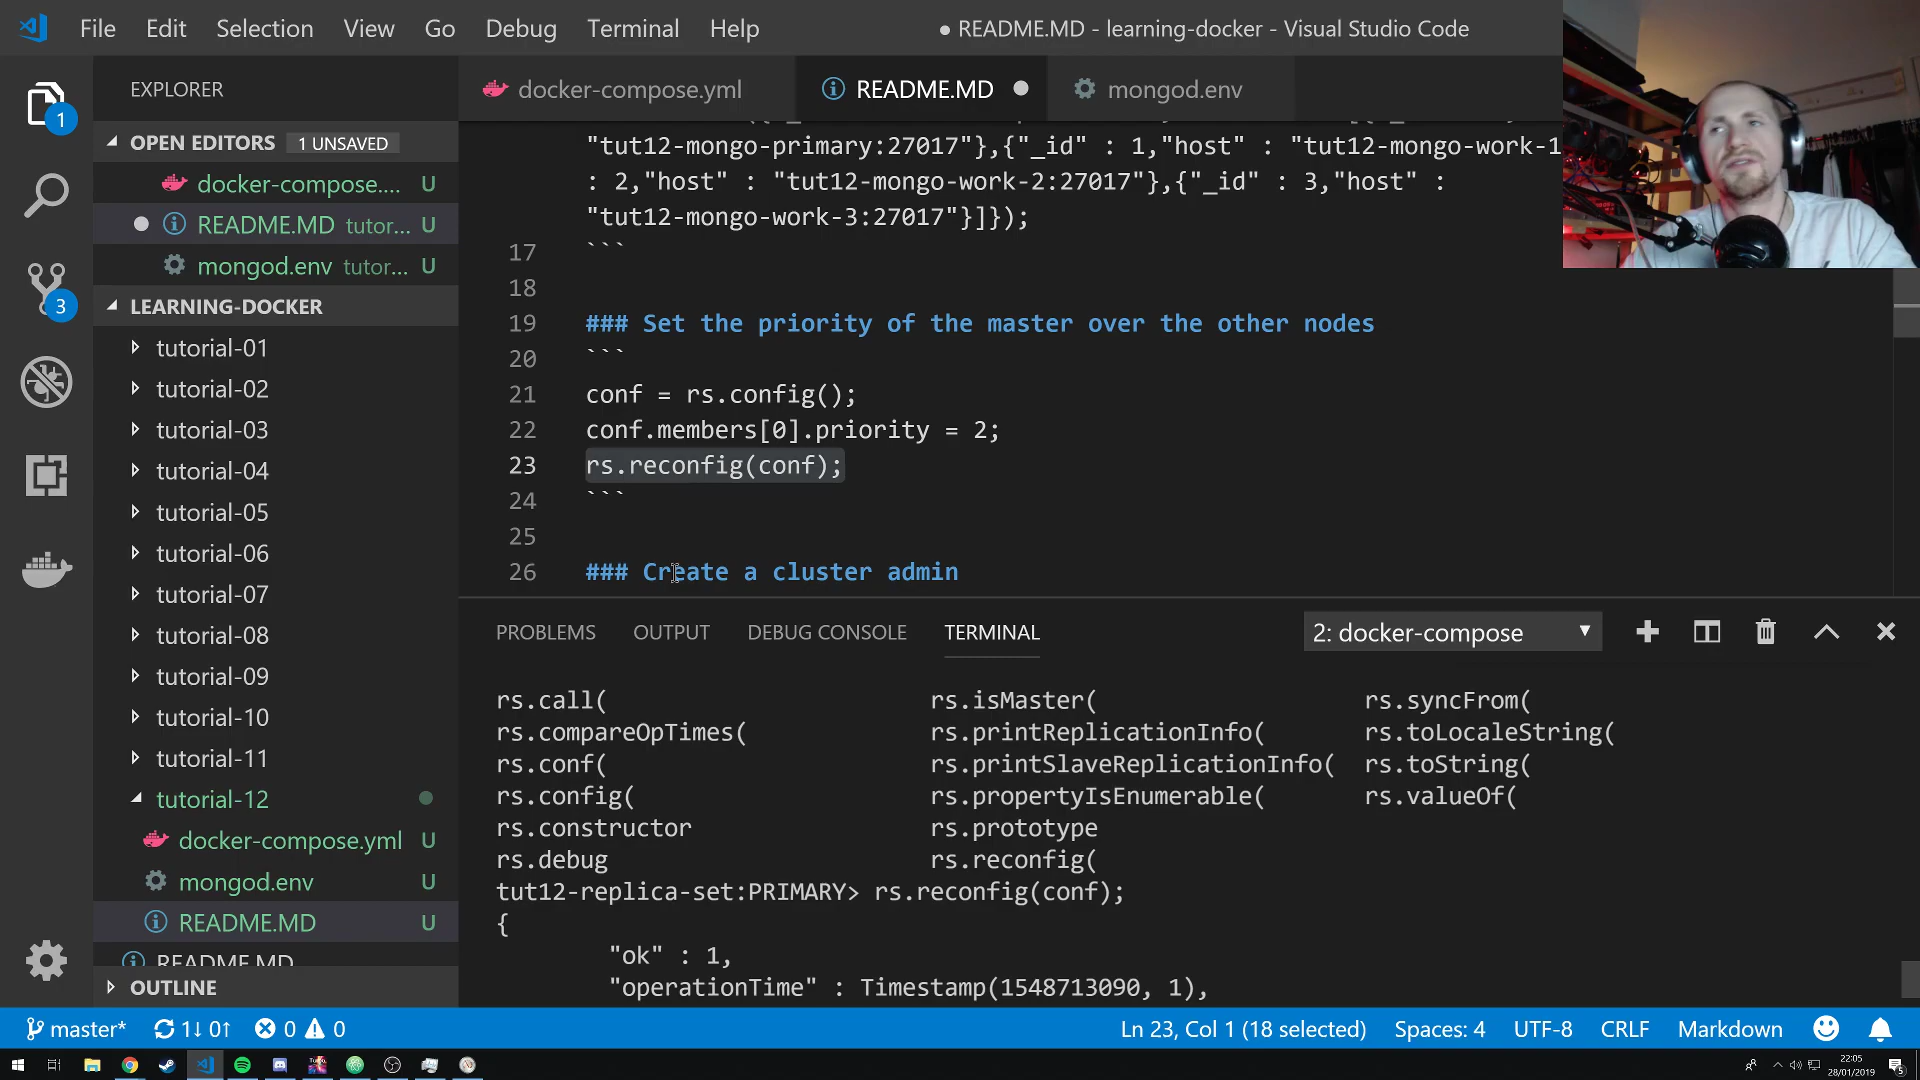 File Edit Selection View Go Debug Terminal Help
● README.MD - learning-docker - Visual Studio Code
EXPLORER
docker-compose.yml
README.MD
mongod.env
OPEN EDITORS 1 UNSAVED
docker-compose.... U
README.MD tutor... U
mongod.env tutor... U
LEARNING-DOCKER
tutorial-01
tutorial-02
tutorial-03
tutorial-04
tutorial-05
tutorial-06
tutorial-07
tutorial-08
tutorial-09
tutorial-10
tutorial-11
tutorial-12
docker-compose.yml U
mongod.env U
README.MD U
README.MD
OUTLINE
1
3
"tut12-mongo-primary:27017"},{"_id" : 1,"host" : "tut12-mongo-work-1
: 2,"host" : "tut12-mongo-work-2:27017"},{"_id" : 3,"host" :
"tut12-mongo-work-3:27017"}]});
17 ```
18
19 ### Set the priority of the master over the other nodes
20 ```
21 conf = rs.config();
22 conf.members[0].priority = 2;
23 rs.reconfig(conf);
24 ```
25
26 ### Create a cluster admin
PROBLEMS OUTPUT DEBUG CONSOLE TERMINAL
2: docker-compose
rs.call( rs.isMaster( rs.syncFrom(
rs.compareOpTimes( rs.printReplicationInfo( rs.toLocaleString(
rs.conf( rs.printSlaveReplicationInfo( rs.toString(
rs.config( rs.propertyIsEnumerable( rs.valueOf(
rs.constructor rs.prototype
rs.debug rs.reconfig(
tut12-replica-set:PRIMARY> rs.reconfig(conf);
{
"ok" : 1,
"operationTime" : Timestamp(1548713090, 1),
master* 1↓ 0↑ 0 0
Ln 23, Col 1 (18 selected) Spaces: 4 UTF-8 CRLF Markdown
22:05
28/01/2019